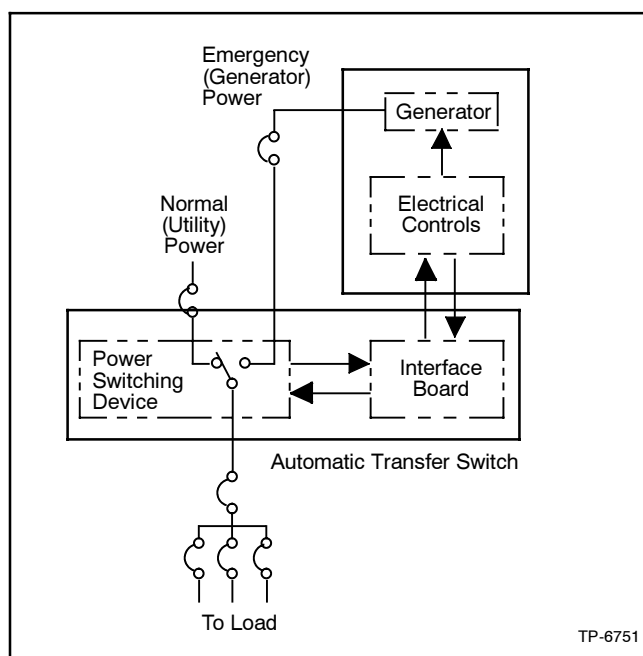 Emergency
(Generator)
Power
Generator
Normal
(Utility)
Power
Electrical
Controls
Power
Switching
Device
Interface
Board
Automatic Transfer Switch
To Load
TP-6751